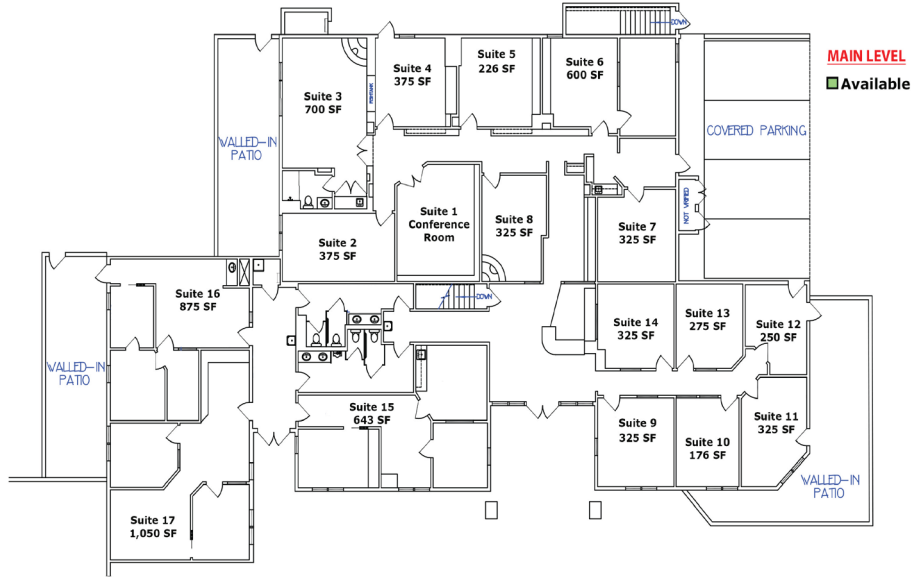 DOWN
MAIN LEVEL
Available
Suite 5
226 SF
Suite 4
375 SF
Suite 6
600 SF
Suite 3
700 SF
FISHTANK
COVERED PARKING
WALLED-IN
PATIO
NOT VERIFIED
Suite 1
Conference
Room
Suite 8
325 SF
Suite 7
325 SF
Suite 2
375 SF
Suite 16
875 SF
DOWN
Suite 13
275 SF
Suite 14
325 SF
Suite 12
250 SF
WALLED-IN
PATIO
Suite 15
643 SF
Suite 9
325 SF
Suite 10
176 SF
Suite 11
325 SF
WALLED-IN
PATIO
Suite 17
1,050 SF